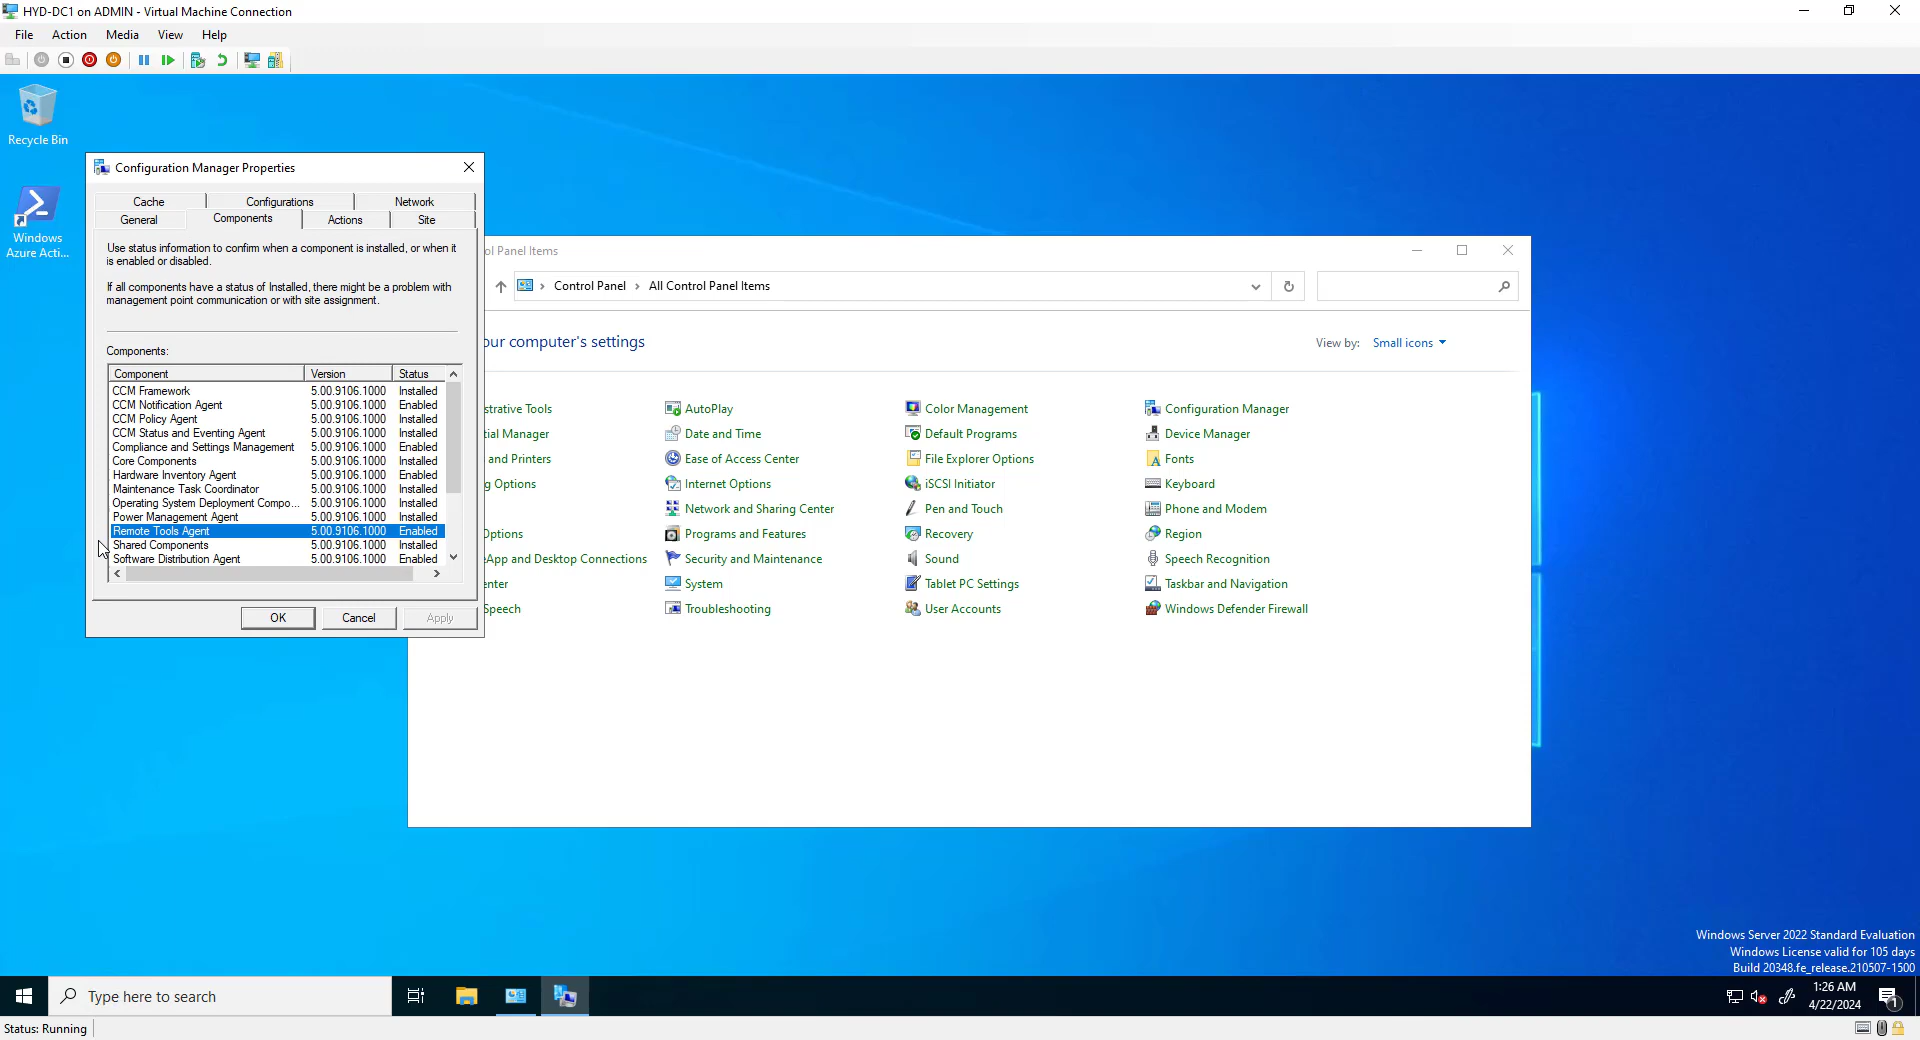 HYD-DC1 on ADMIN - Virtual Machine Connection
File Action Media View Help
Recycle Bin
Windows
Azure Acti...
Configuration Manager Properties
Cache Configurations Network
General Components Actions Site
Use status information to confirm when a component is installed, or when it
is enabled or disabled.
If all components have a status of Installed, there might be a problem with
management point communication or with site assignment.
Components:
Component Version Status
CCM Framework 5.00.9106.1000 Installed
CCM Notification Agent 5.00.9106.1000 Enabled
CCM Policy Agent 5.00.9106.1000 Installed
CCM Status and Eventing Agent 5.00.9106.1000 Installed
Compliance and Settings Management 5.00.9106.1000 Enabled
Core Components 5.00.9106.1000 Installed
Hardware Inventory Agent 5.00.9106.1000 Enabled
Maintenance Task Coordinator 5.00.9106.1000 Installed
Operating System Deployment Compo... 5.00.9106.1000 Installed
Power Management Agent 5.00.9106.1000 Installed
Remote Tools Agent 5.00.9106.1000 Enabled
Shared Components 5.00.9106.1000 Installed
Software Distribution Agent 5.00.9106.1000 Enabled
OK Cancel Apply
ol Panel Items
Control Panel > All Control Panel Items
our computer's settings
View by: Small icons
strative Tools AutoPlay Color Management Configuration Manager
tial Manager Date and Time Default Programs Device Manager
and Printers Ease of Access Center File Explorer Options Fonts
g Options Internet Options iSCSI Initiator Keyboard
Network and Sharing Center Pen and Touch Phone and Modem
Options Programs and Features Recovery Region
eApp and Desktop Connections Security and Maintenance Sound Speech Recognition
enter System Tablet PC Settings Taskbar and Navigation
Speech Troubleshooting User Accounts Windows Defender Firewall
Windows Server 2022 Standard Evaluation
Windows License valid for 105 days
Build 20348.fe_release.210507-1500
Type here to search
1:26 AM
4/22/2024
1
Status: Running